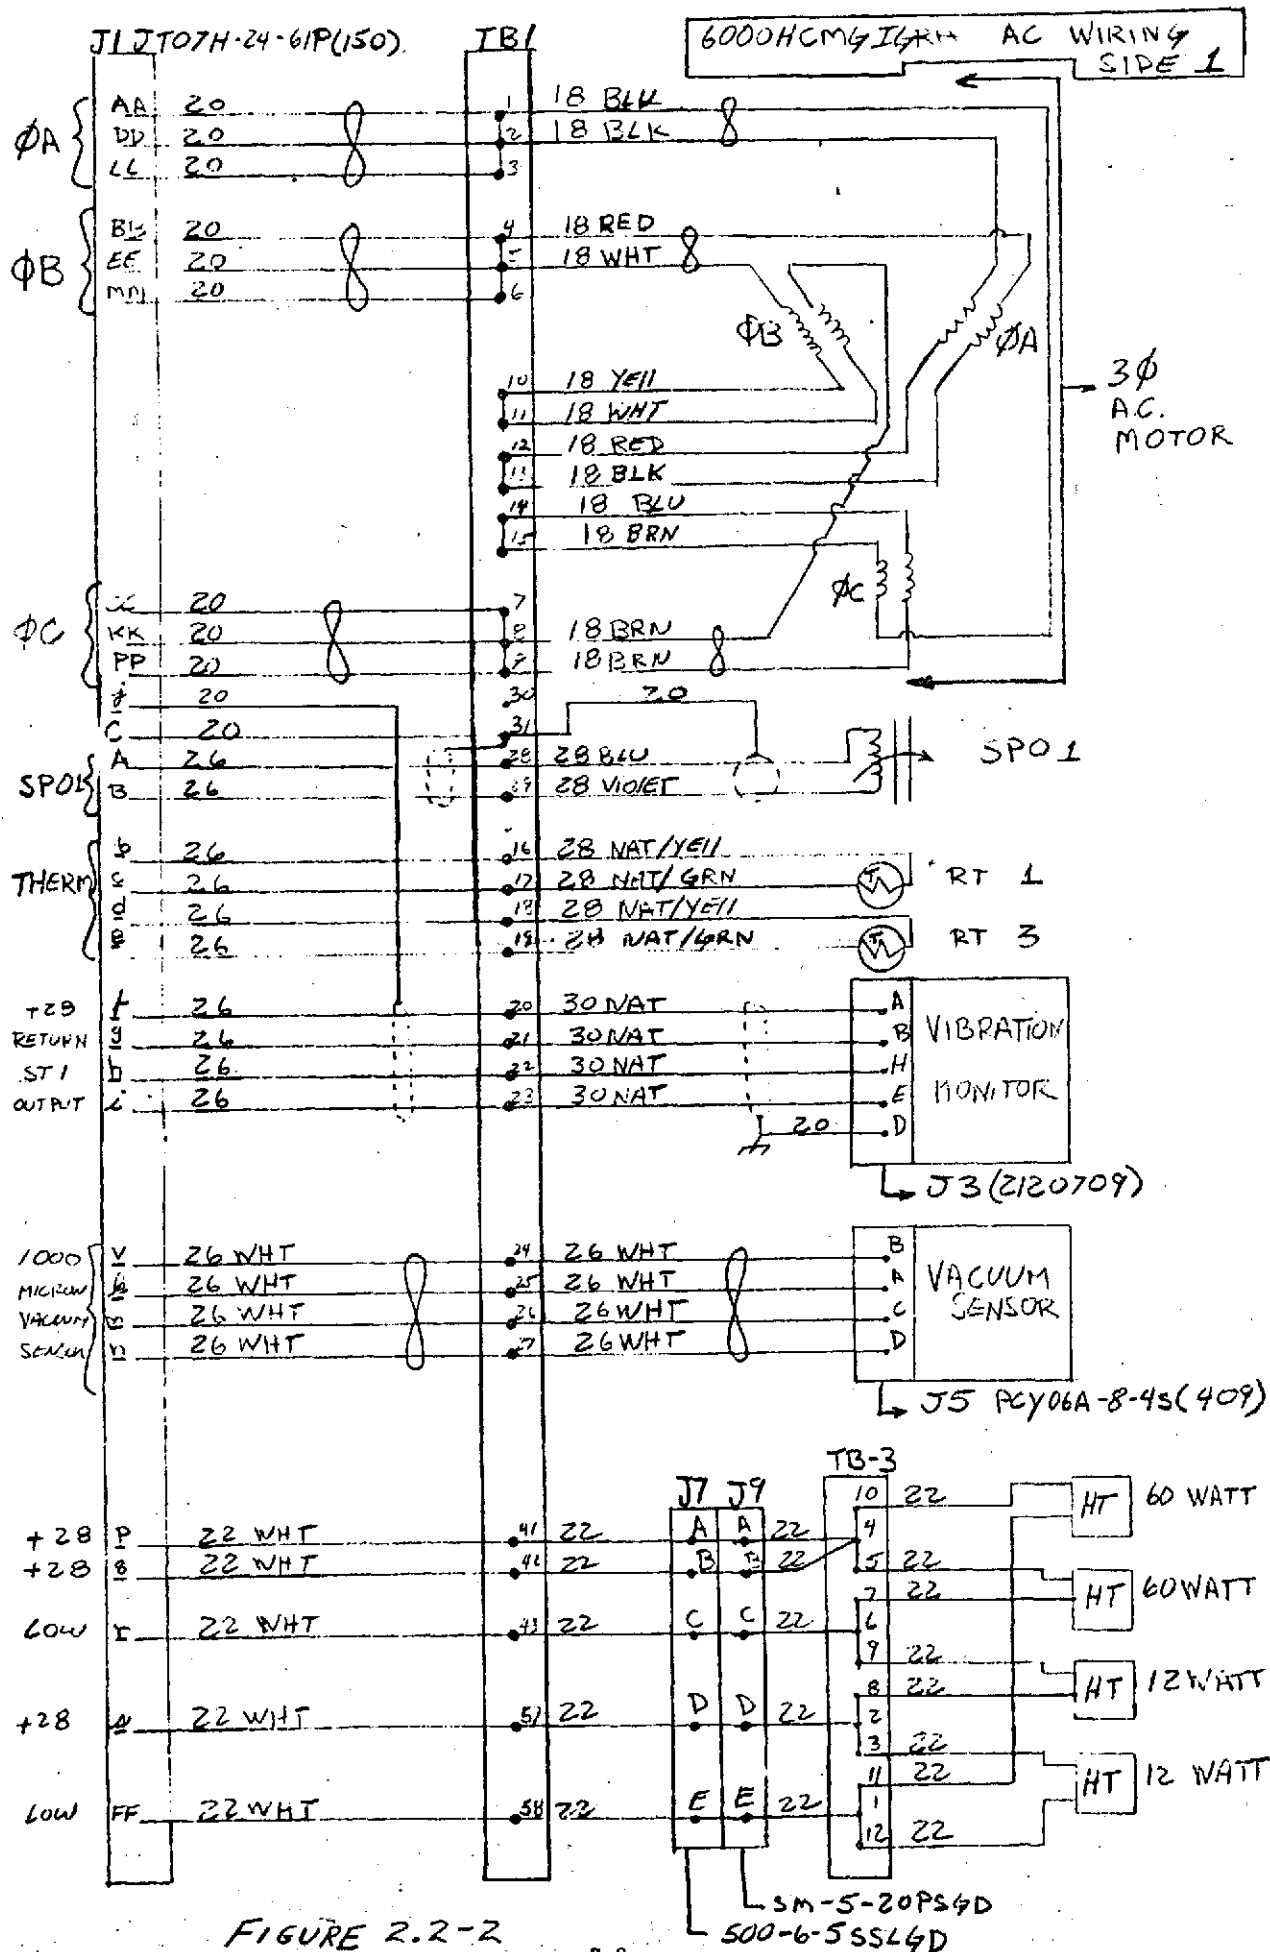 J1 JT07H-24-61P(150).
TB1
6000HCMG IGRH AC WIRING
SIDE 1
ØA
AA 20 1 18 BLK
DD 20 2 18 BLK
LL 20 3
ØB
BB 20 4 18 RED
EE 20 5 18 WHT
MM 20 6
ØB
ØA
3Ø
A.C.
MOTOR
10 18 YEll
11 18 WHT
12 18 RED
13 18 BLK
14 18 BLU
15 18 BRN
ØC
ØC
20 7
KK 20 8 18 BRN
PP 20 9 18 BRN
20 30
20
C 20 31
SPO1
A 26 28 28 BLU
B 26 29 28 VIOlET
SPO 1
THERM
b 26 16 28 NAT/YEll
c 26 17 28 NAT/GRN
RT 1
d 26 18 28 NAT/YEll
e 26 19 28 NAT/GRN
RT 3
+28 f 26 20 30 NAT A
RETURN g 26 21 30 NAT B
ST1 h 26 22 30 NAT H
OUTPUT i 26 23 30 NAT E
20 D
VIBRATION
MONITOR
J3 (2120709)
1000
MICRON
VACUUM
SENSOR
v 26 WHT 24 26 WHT B
26 WHT 25 26 WHT A
26 WHT 26 26 WHT C
n 26 WHT 27 26 WHT D
VACUUM
SENSOR
J5 PCY06A-8-4S(409)
J7 J9 TB-3
10 22 HT 60 WATT
+28 P 22 WHT 41 22 A A 22 4
+28 22 WHT 42 22 B B 22 5 22
7 22 HT 60 WATT
LOW r 22 WHT 43 22 C C 22 6
9 22
8 22 HT 12 WATT
+28 22 WHT 57 22 D D 22 2
3 22
11 22 HT 12 WATT
LOW FF 22 WHT 58 22 E E 22 1
12 22
SM-5-20PSGD
500-6-5SSLGD
FIGURE 2.2-2